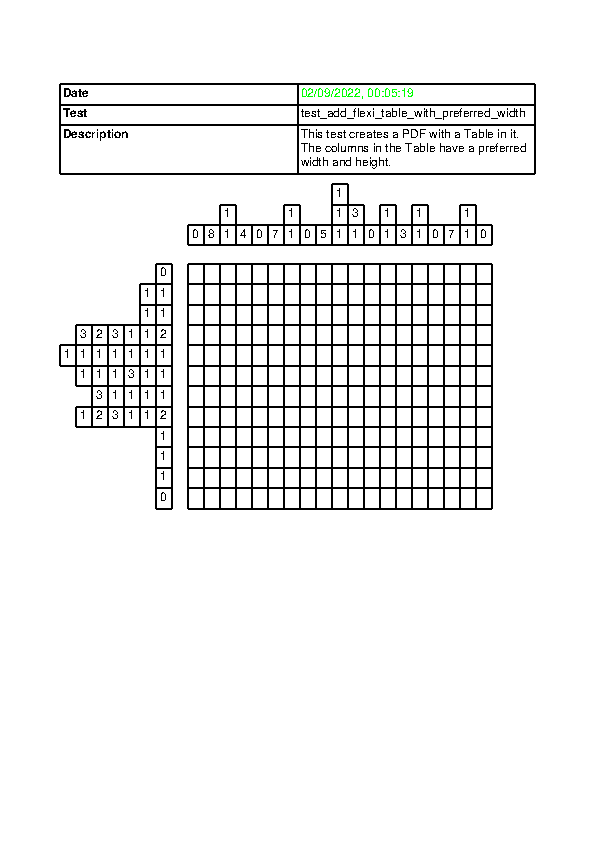 Date 02/09/2022, 00:05:19
Test test_add_flexi_table_with_preferred_width
Description This test creates a PDF with a Table in it.
The columns in the Table have a preferred
width and height.
1
1 1 1 3 1 1 1
0 8 1 4 0 7 1 0 5 1 1 0 1 3 1 0 7 1 0
0
1 1
1 1
3 2 3 1 1 2
1 1 1 1 1 1 1
1 1 1 3 1 1
3 1 1 1 1
1 2 3 1 1 2
1
1
1
0